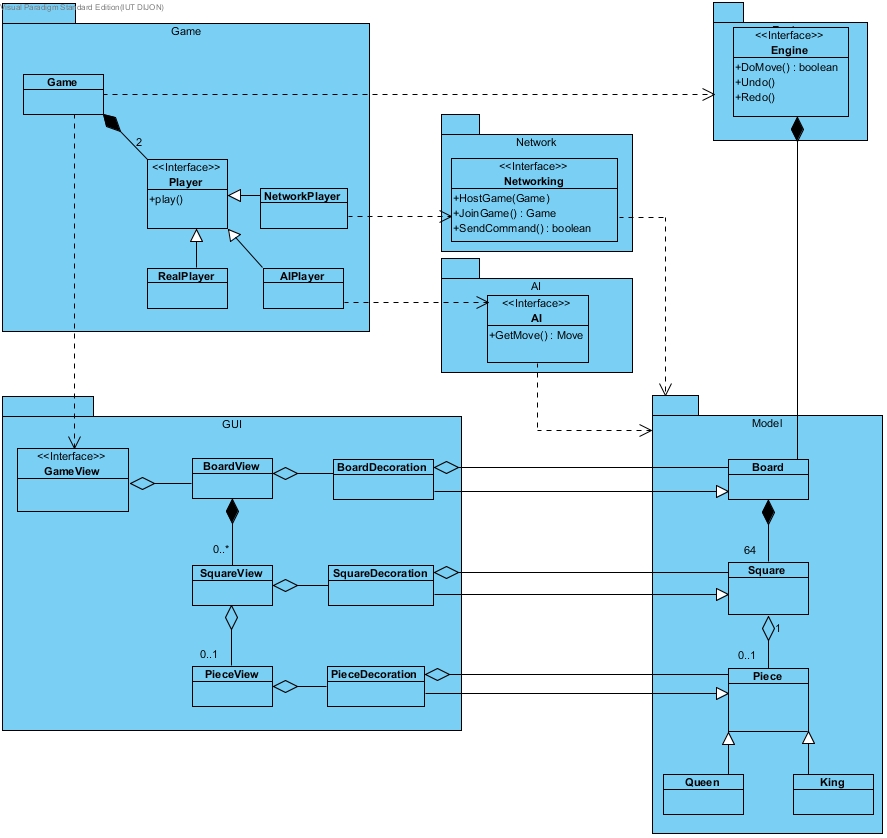 Visual Paradigm Standard Edition(IUT DIJON)
Game
Game
2
<<Interface>>
Player
+play()
NetworkPlayer
RealPlayer
AIPlayer
<<Interface>>
Engine
+DoMove() : boolean
+Undo()
+Redo()
Network
<<Interface>>
Networking
+HostGame(Game)
+JoinGame() : Game
+SendCommand() : boolean
AI
<<Interface>>
AI
+GetMove() : Move
GUI
<<Interface>>
GameView
BoardView
BoardDecoration
0..*
SquareView
SquareDecoration
0..1
PieceView
PieceDecoration
Model
Board
64
Square
1
0..1
Piece
Queen
King